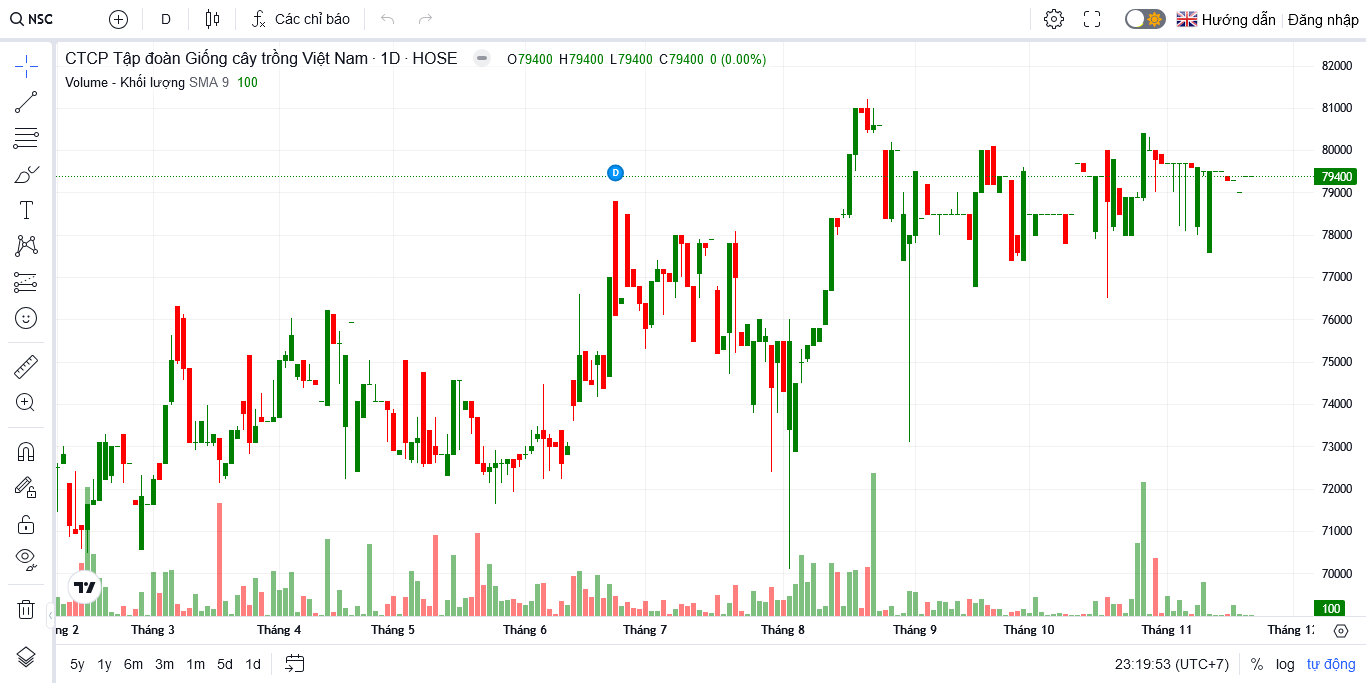 NSC D Các chỉ báo Hướng dẫn Đăng nhập
CTCP Tập đoàn Giống cây trồng Việt Nam · 1D · HOSE O79400 H79400 L79400 C79400 0 (0.00%)
Volume - Khối lượng SMA 9 100
82000
81000
80000
D
79400
79000
78000
77000
76000
75000
74000
73000
72000
71000
70000
100
ng 2 Tháng 3 Tháng 4 Tháng 5 Tháng 6 Tháng 7 Tháng 8 Tháng 9 Tháng 10 Tháng 11 Tháng 12
5y 1y 6m 3m 1m 5d 1d 23:19:53 (UTC+7) % log tự động